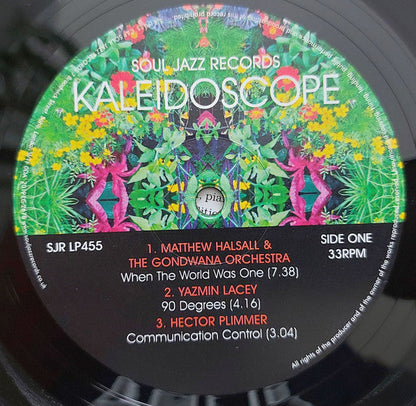 SOUL JAZZ RECORDS
KALEIDOSCOPE
SJR LP455
SIDE ONE
33RPM
1. MATTHEW HALSALL &
THE GONDWANA ORCHESTRA
When The World Was One (7.38)
2. YAZMIN LACEY
90 Degrees (4.16)
3. HECTOR PLIMMER
Communication Control (3.04)
All rights of the producer and of the owner of the works reproduced